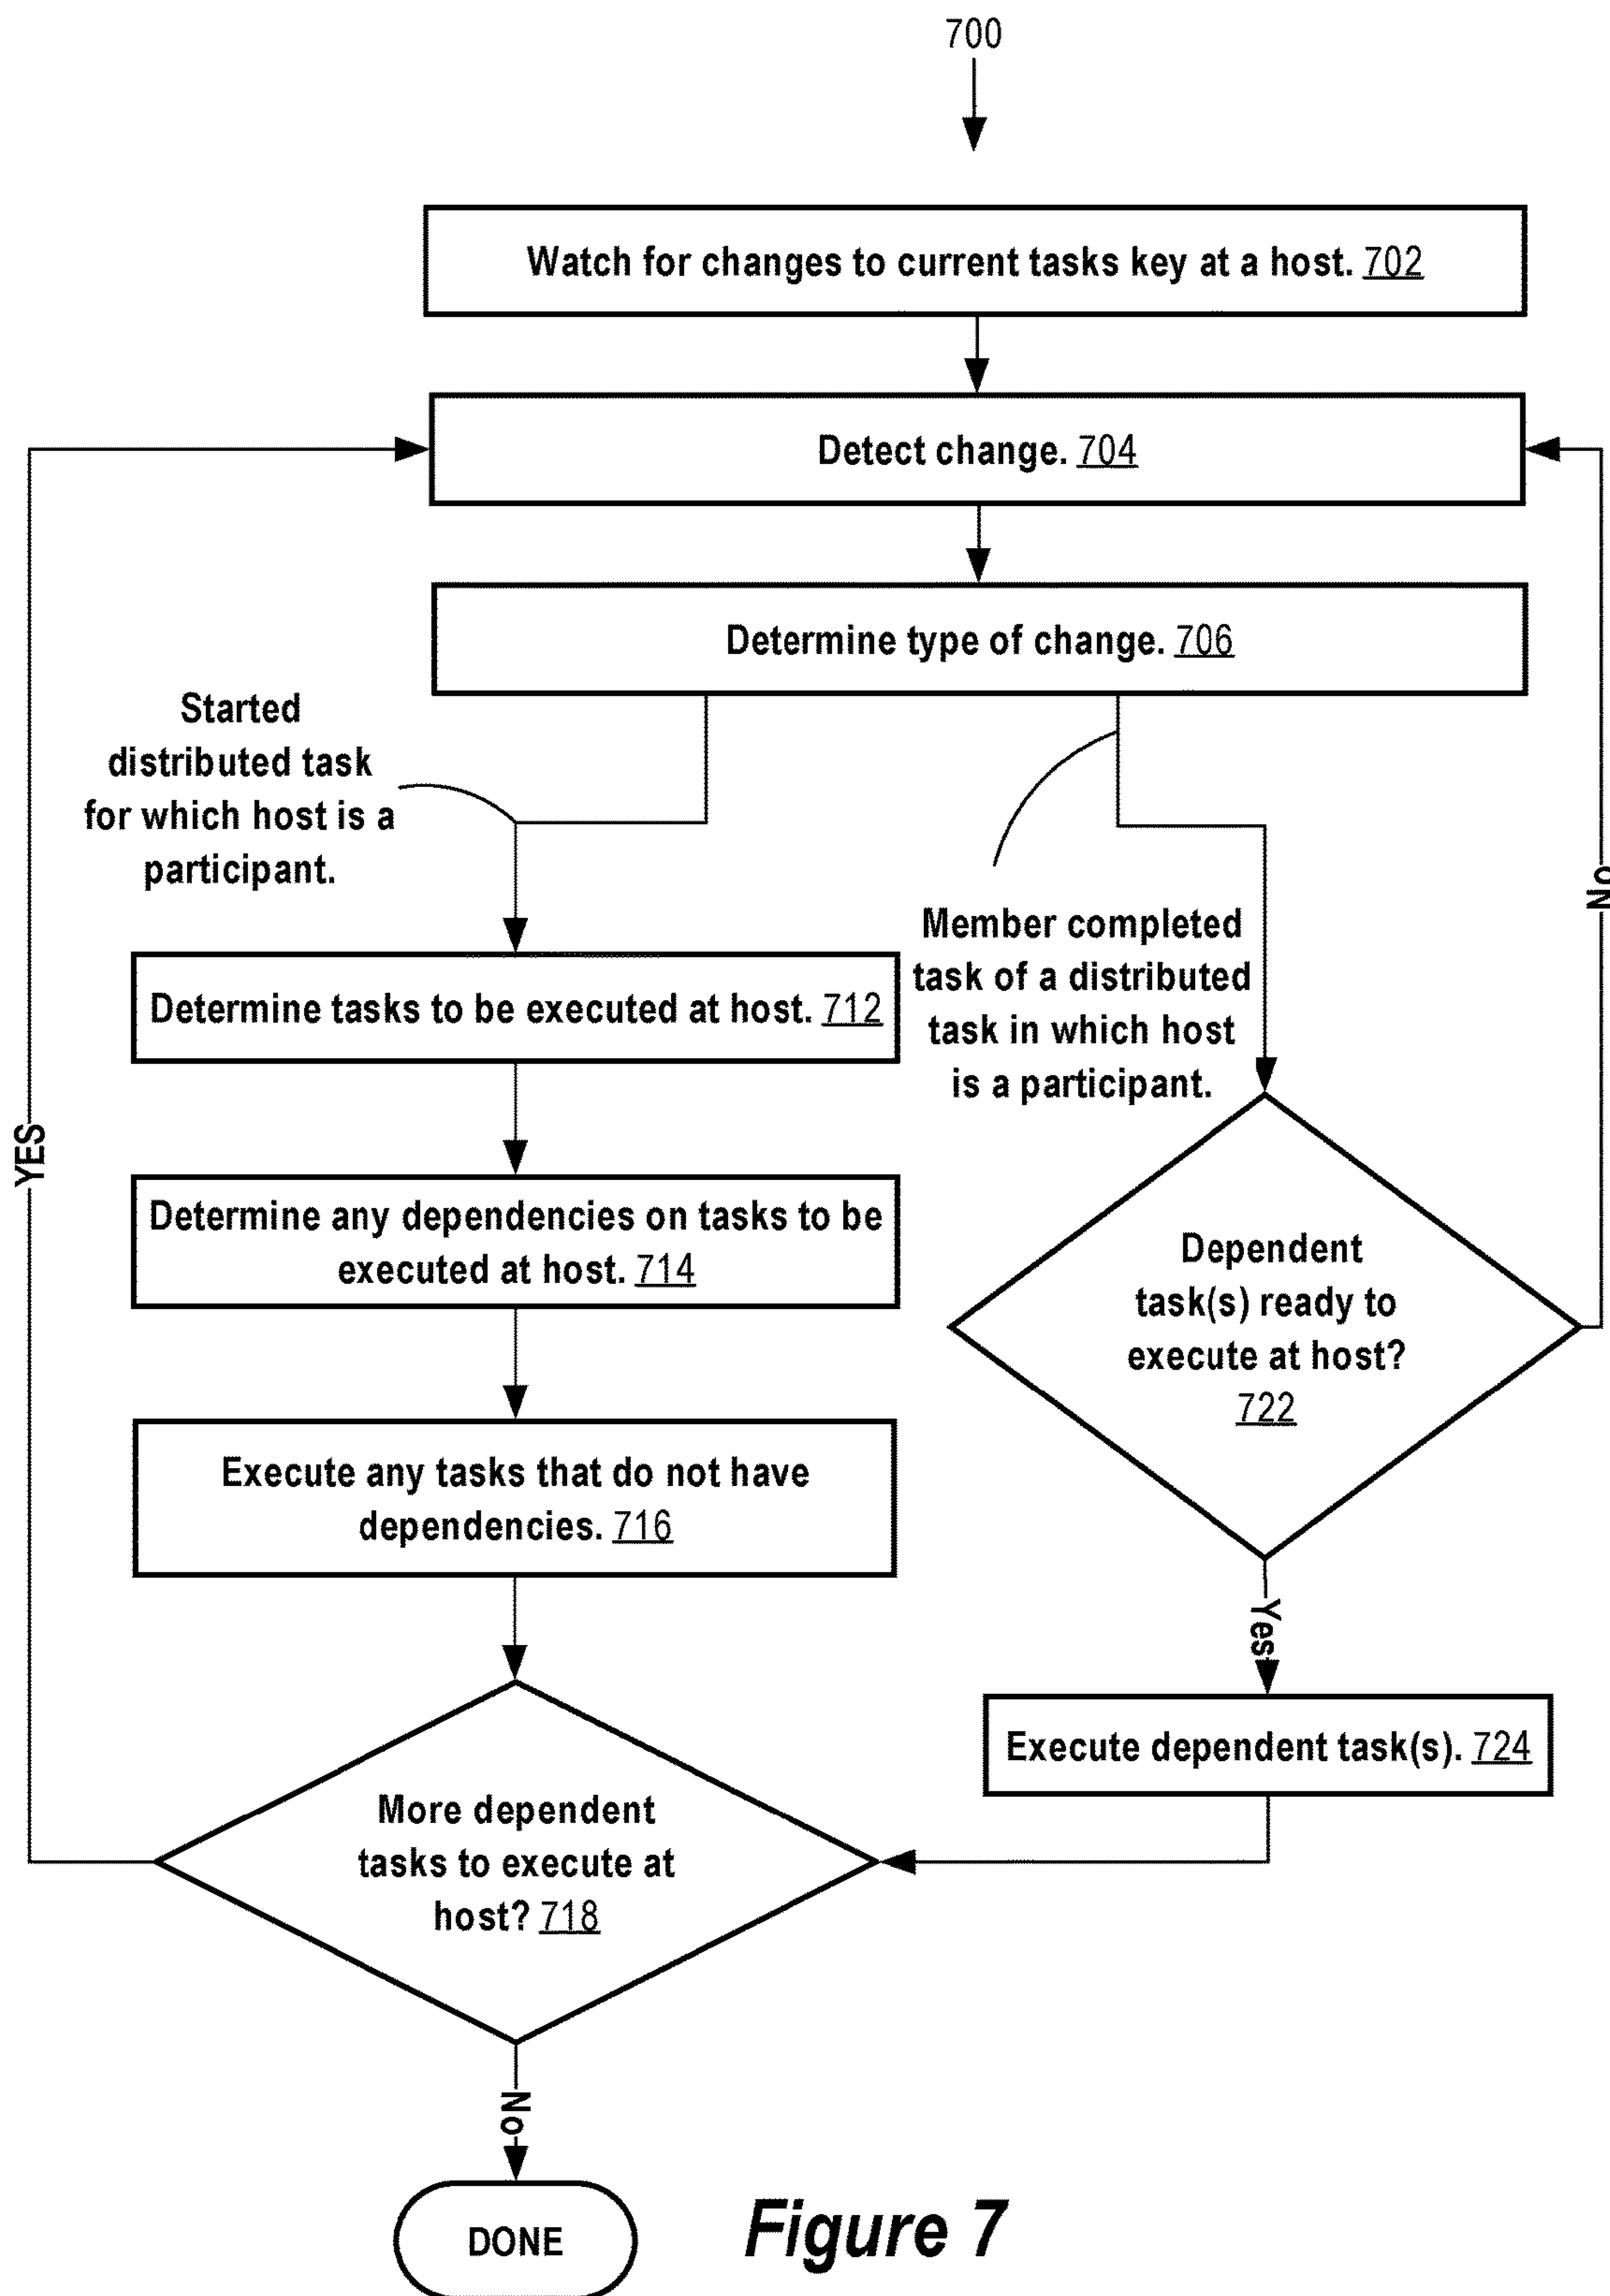 700
Watch for changes to current tasks key at a host. 702
Detect change. 704
Determine type of change. 706
Started
distributed task
for which host is a
participant.
Member completed
task of a distributed
task in which host
is a participant.
No
Determine tasks to be executed at host. 712
YES
Determine any dependencies on tasks to be
executed at host. 714
Dependent
task(s) ready to
execute at host?
722
Execute any tasks that do not have
dependencies. 716
Yes
Execute dependent task(s). 724
More dependent
tasks to execute at
host? 718
No
DONE
Figure 7